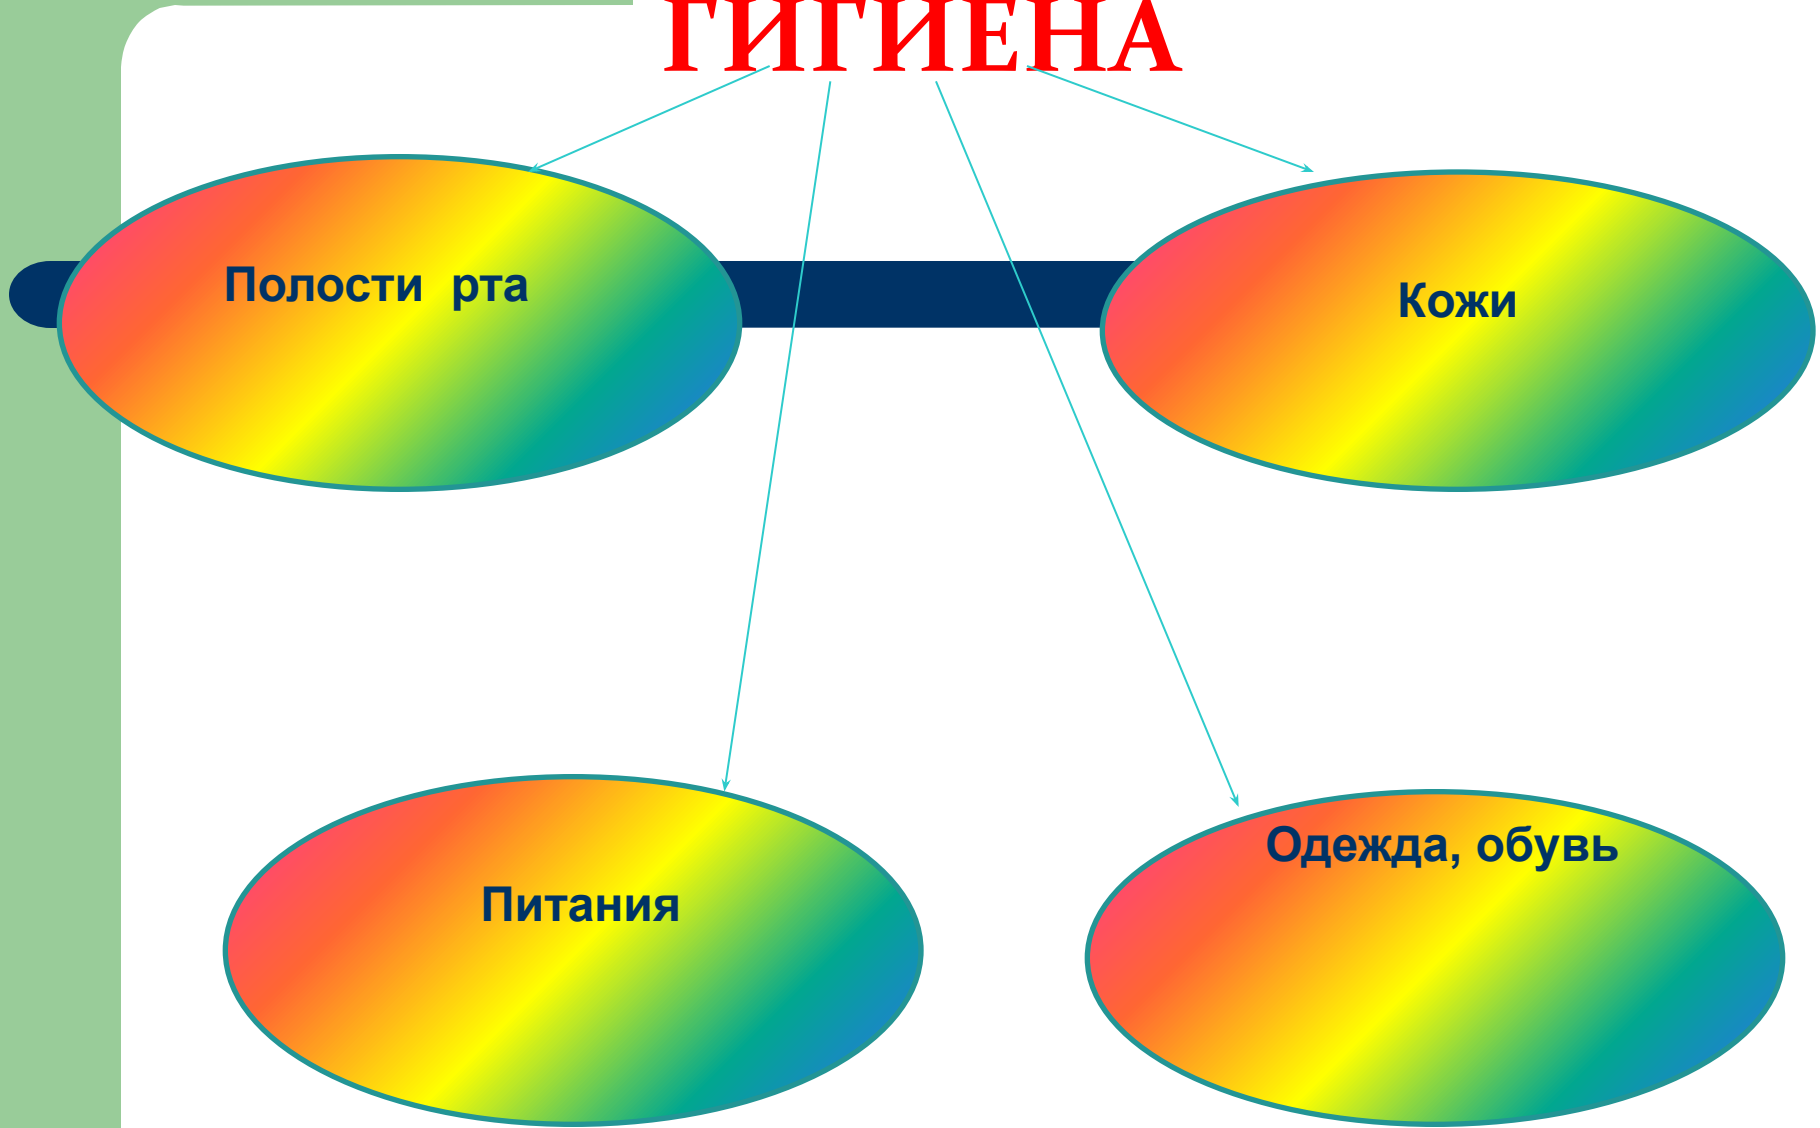 ГИГИЕНА
Полости рта
Кожи
Питания
Одежда, обувь